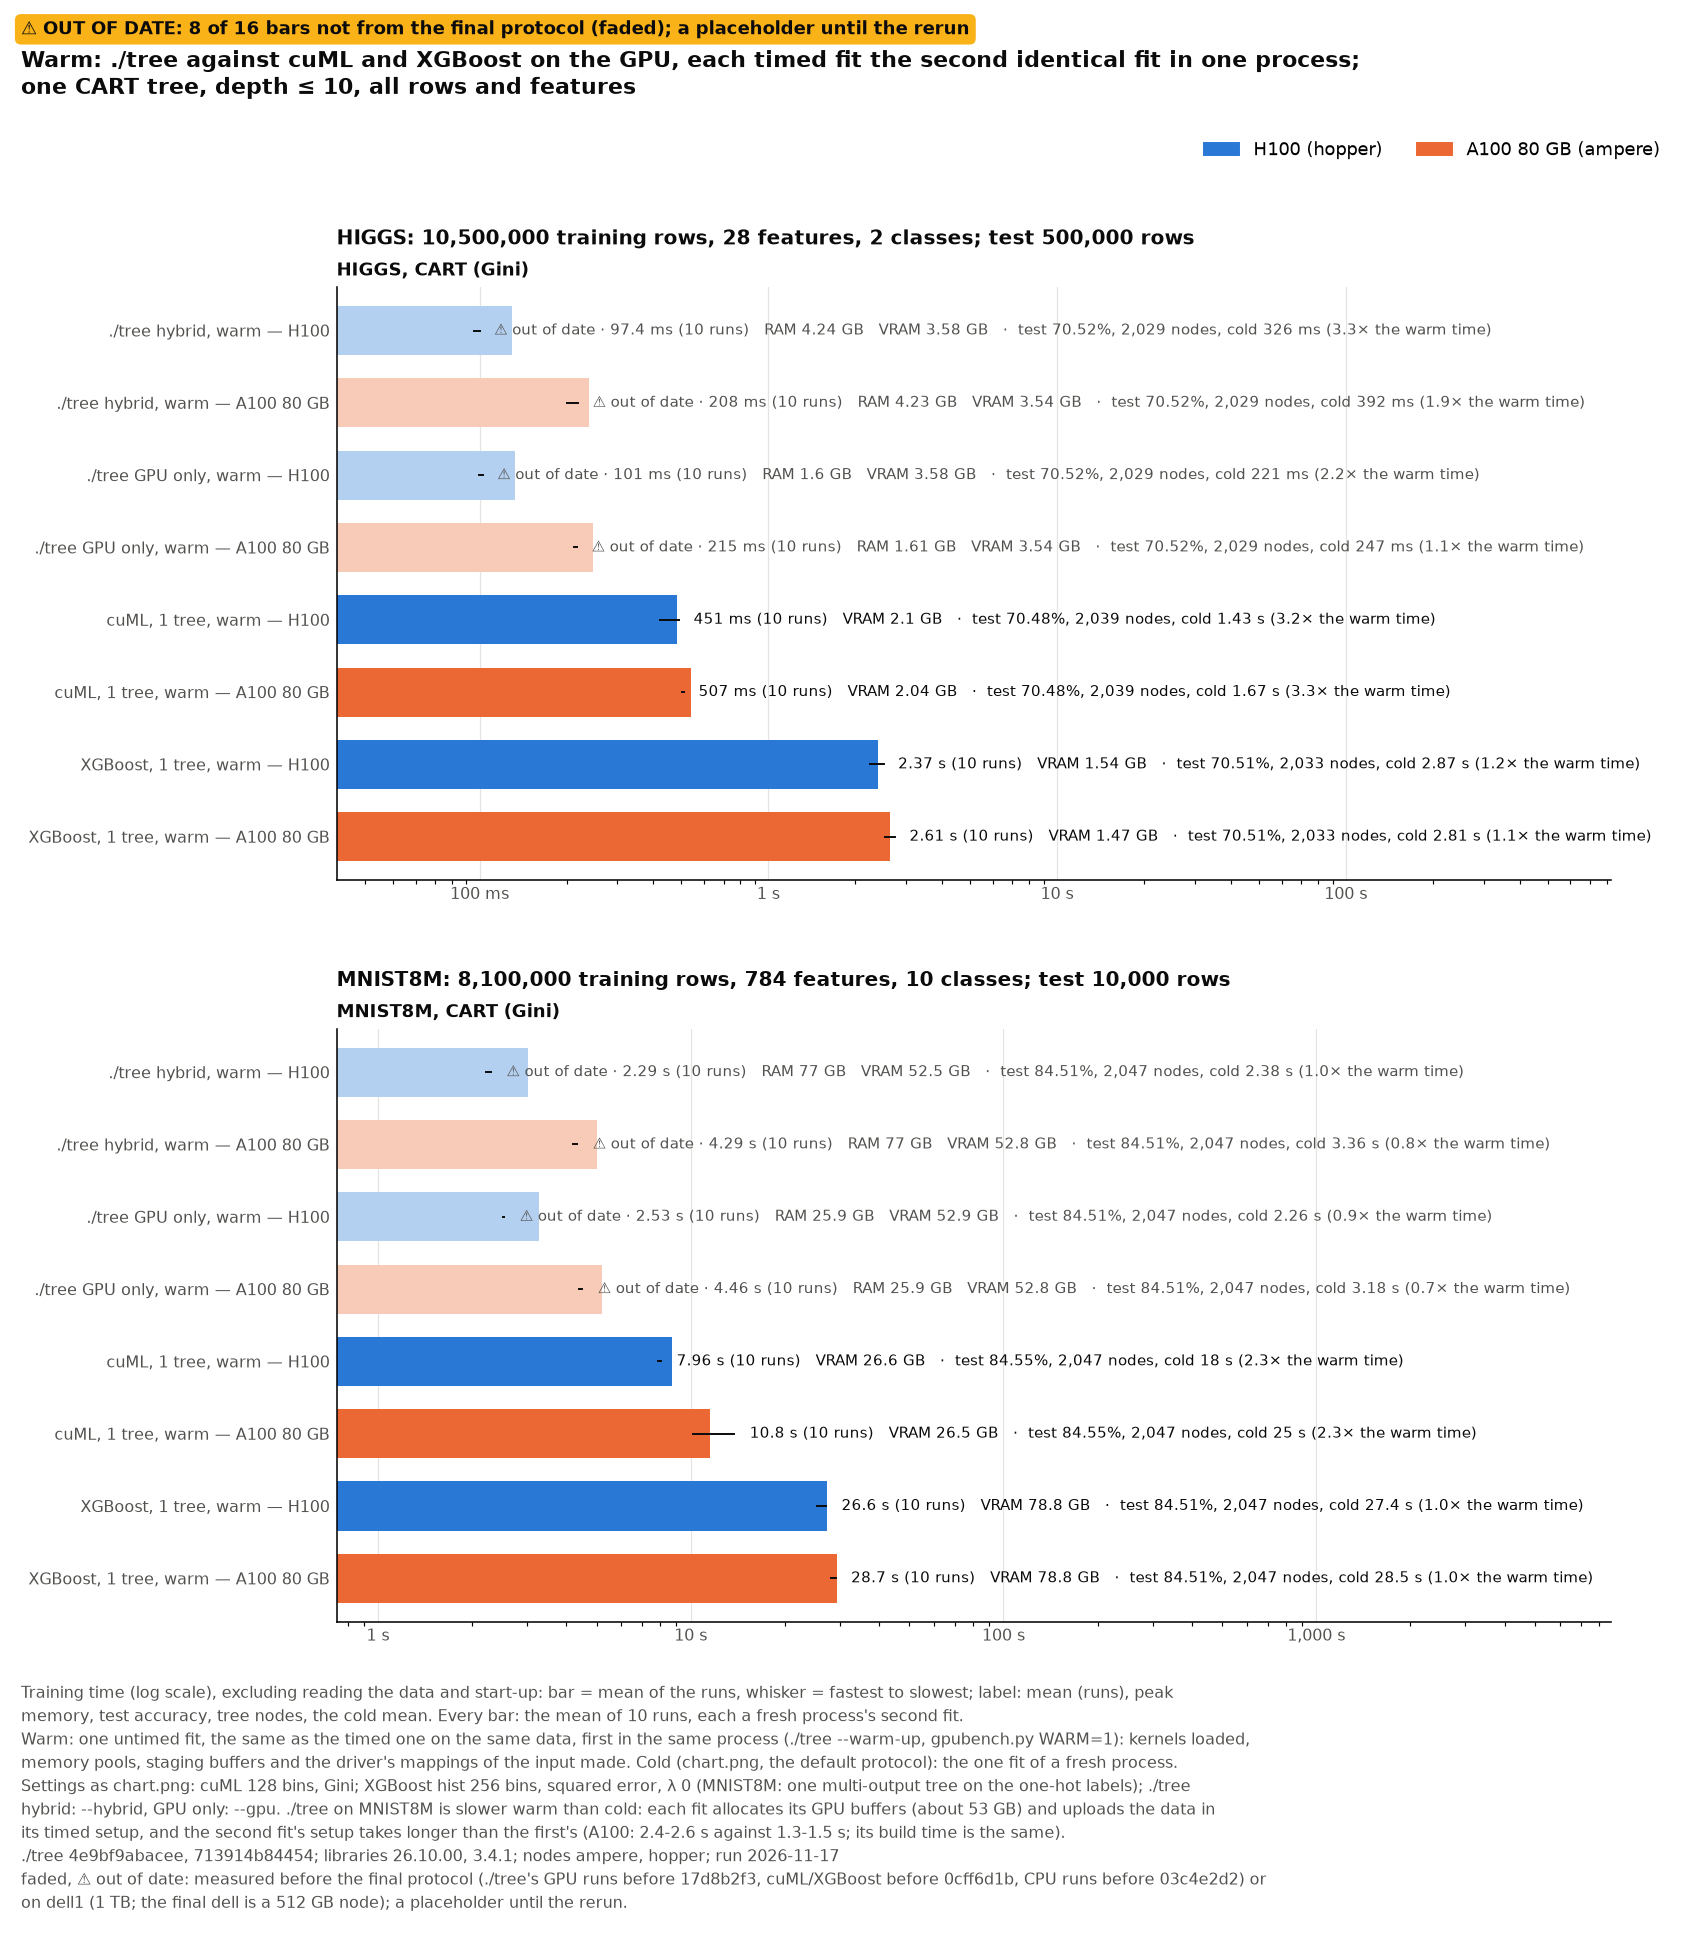 ⚠ OUT OF DATE: 8 of 16 bars not from the final protocol (faded); a placeholder until the rerun
Warm: ./tree against cuML and XGBoost on the GPU, each timed fit the second identical fit in one process;
one CART tree, depth ≤ 10, all rows and features
H100 (hopper)
A100 80 GB (ampere)
HIGGS: 10,500,000 training rows, 28 features, 2 classes; test 500,000 rows
HIGGS, CART (Gini)
./tree hybrid, warm — H100
⚠ out of date · 97.4 ms (10 runs) RAM 4.24 GB VRAM 3.58 GB · test 70.52%, 2,029 nodes, cold 326 ms (3.3× the warm time)
./tree hybrid, warm — A100 80 GB
⚠ out of date · 208 ms (10 runs) RAM 4.23 GB VRAM 3.54 GB · test 70.52%, 2,029 nodes, cold 392 ms (1.9× the warm time)
./tree GPU only, warm — H100
⚠ out of date · 101 ms (10 runs) RAM 1.6 GB VRAM 3.58 GB · test 70.52%, 2,029 nodes, cold 221 ms (2.2× the warm time)
./tree GPU only, warm — A100 80 GB
⚠ out of date · 215 ms (10 runs) RAM 1.61 GB VRAM 3.54 GB · test 70.52%, 2,029 nodes, cold 247 ms (1.1× the warm time)
cuML, 1 tree, warm — H100
451 ms (10 runs) VRAM 2.1 GB · test 70.48%, 2,039 nodes, cold 1.43 s (3.2× the warm time)
cuML, 1 tree, warm — A100 80 GB
507 ms (10 runs) VRAM 2.04 GB · test 70.48%, 2,039 nodes, cold 1.67 s (3.3× the warm time)
XGBoost, 1 tree, warm — H100
2.37 s (10 runs) VRAM 1.54 GB · test 70.51%, 2,033 nodes, cold 2.87 s (1.2× the warm time)
XGBoost, 1 tree, warm — A100 80 GB
2.61 s (10 runs) VRAM 1.47 GB · test 70.51%, 2,033 nodes, cold 2.81 s (1.1× the warm time)
100 ms 1 s 10 s 100 s
MNIST8M: 8,100,000 training rows, 784 features, 10 classes; test 10,000 rows
MNIST8M, CART (Gini)
./tree hybrid, warm — H100
⚠ out of date · 2.29 s (10 runs) RAM 77 GB VRAM 52.5 GB · test 84.51%, 2,047 nodes, cold 2.38 s (1.0× the warm time)
./tree hybrid, warm — A100 80 GB
⚠ out of date · 4.29 s (10 runs) RAM 77 GB VRAM 52.8 GB · test 84.51%, 2,047 nodes, cold 3.36 s (0.8× the warm time)
./tree GPU only, warm — H100
⚠ out of date · 2.53 s (10 runs) RAM 25.9 GB VRAM 52.9 GB · test 84.51%, 2,047 nodes, cold 2.26 s (0.9× the warm time)
./tree GPU only, warm — A100 80 GB
⚠ out of date · 4.46 s (10 runs) RAM 25.9 GB VRAM 52.8 GB · test 84.51%, 2,047 nodes, cold 3.18 s (0.7× the warm time)
cuML, 1 tree, warm — H100
7.96 s (10 runs) VRAM 26.6 GB · test 84.55%, 2,047 nodes, cold 18 s (2.3× the warm time)
cuML, 1 tree, warm — A100 80 GB
10.8 s (10 runs) VRAM 26.5 GB · test 84.55%, 2,047 nodes, cold 25 s (2.3× the warm time)
XGBoost, 1 tree, warm — H100
26.6 s (10 runs) VRAM 78.8 GB · test 84.51%, 2,047 nodes, cold 27.4 s (1.0× the warm time)
XGBoost, 1 tree, warm — A100 80 GB
28.7 s (10 runs) VRAM 78.8 GB · test 84.51%, 2,047 nodes, cold 28.5 s (1.0× the warm time)
1 s 10 s 100 s 1,000 s
Training time (log scale), excluding reading the data and start-up: bar = mean of the runs, whisker = fastest to slowest; label: mean (runs), peak
memory, test accuracy, tree nodes, the cold mean. Every bar: the mean of 10 runs, each a fresh process's second fit.
Warm: one untimed fit, the same as the timed one on the same data, first in the same process (./tree --warm-up, gpubench.py WARM=1): kernels loaded,
memory pools, staging buffers and the driver's mappings of the input made. Cold (chart.png, the default protocol): the one fit of a fresh process.
Settings as chart.png: cuML 128 bins, Gini; XGBoost hist 256 bins, squared error, λ 0 (MNIST8M: one multi-output tree on the one-hot labels); ./tree
hybrid: --hybrid, GPU only: --gpu. ./tree on MNIST8M is slower warm than cold: each fit allocates its GPU buffers (about 53 GB) and uploads the data in
its timed setup, and the second fit's setup takes longer than the first's (A100: 2.4-2.6 s against 1.3-1.5 s; its build time is the same).
./tree 4e9bf9abacee, 713914b84454; libraries 26.10.00, 3.4.1; nodes ampere, hopper; run 2026-11-17
faded, ⚠ out of date: measured before the final protocol (./tree's GPU runs before 17d8b2f3, cuML/XGBoost before 0cff6d1b, CPU runs before 03c4e2d2) or
on dell1 (1 TB; the final dell is a 512 GB node); a placeholder until the rerun.